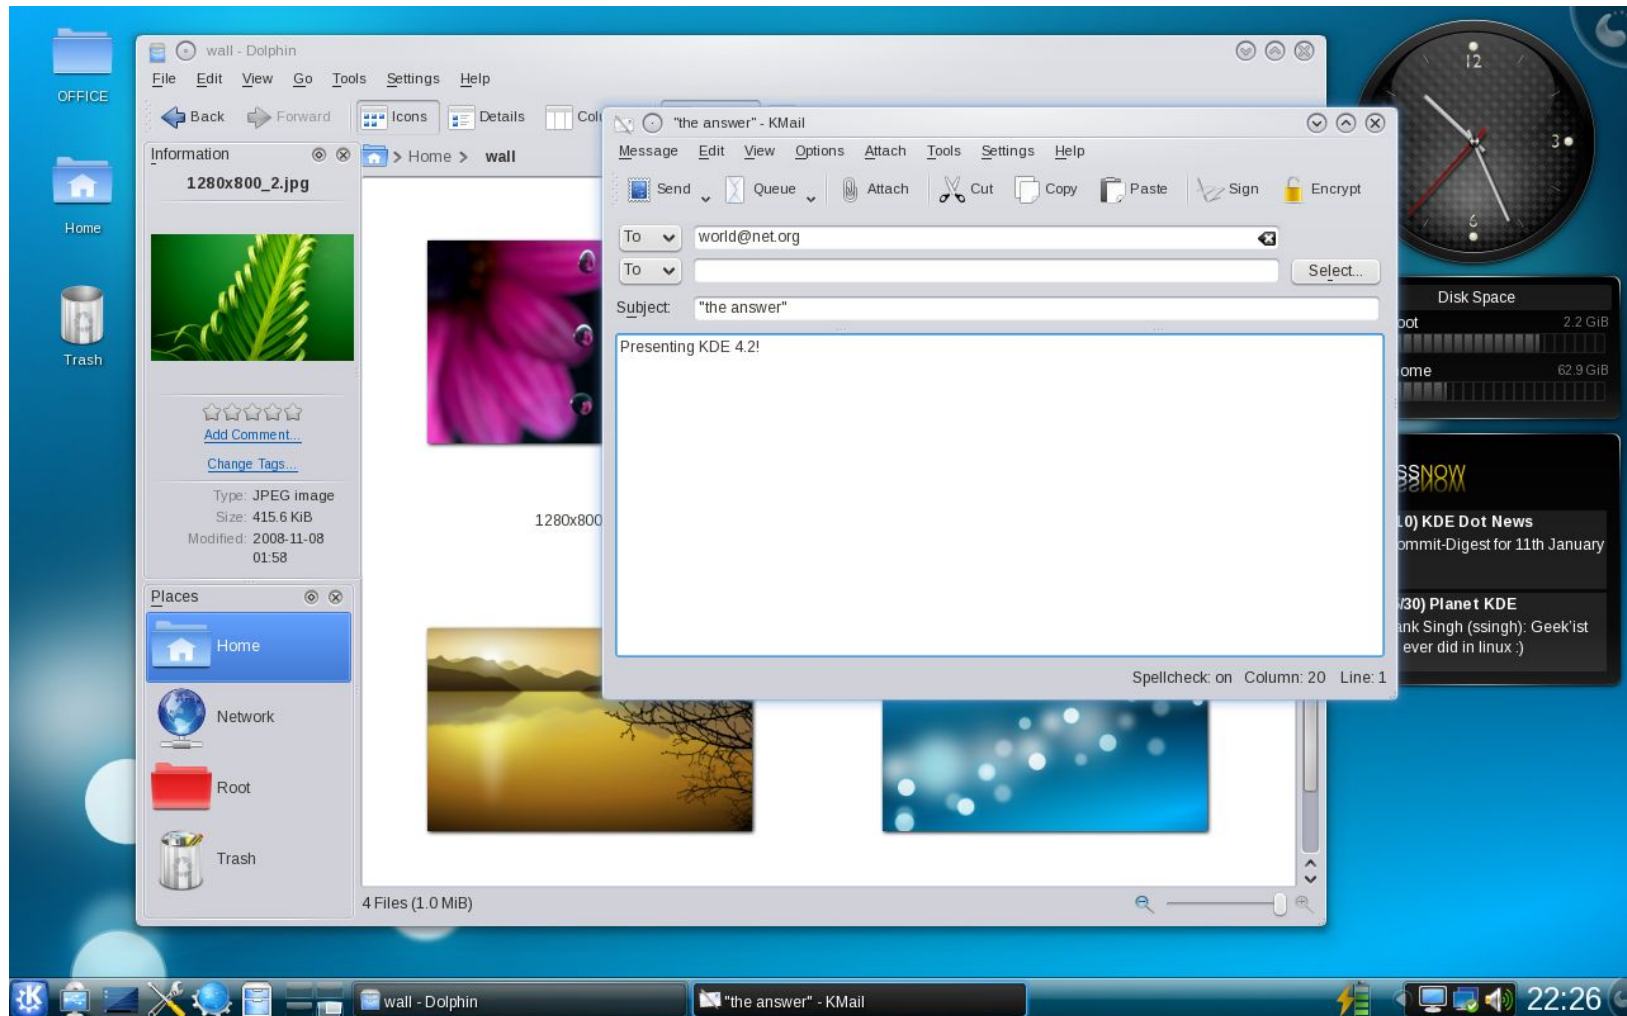 OFFICE
Home
Trash
wall - Dolphin
File Edit View Go Tools Settings Help
Back Forward Icons Details
Information
Home > wall
1280x800_2.jpg
Add Comment...
Change Tags...
Type: JPEG image
Size: 415.6 KiB
Modified: 2008-11-08
01:58
Places
Home
Network
Root
Trash
1280x800
4 Files (1.0 MiB)
"the answer" - KMail
Message Edit View Options Attach Tools Settings Help
Send Queue Attach Cut Copy Paste Sign Encrypt
To world@net.org
To Select...
Subject: "the answer"
Presenting KDE 4.2!
Spellcheck: on Column: 20 Line: 1
12
3
6
Disk Space
2.2 GiB
62.9 GiB
KDE Dot News
Digest for 11th January
Planet KDE
Singh (ssingh): Geek'ist
ever did in linux :)
wall - Dolphin
"the answer" - KMail
22:26